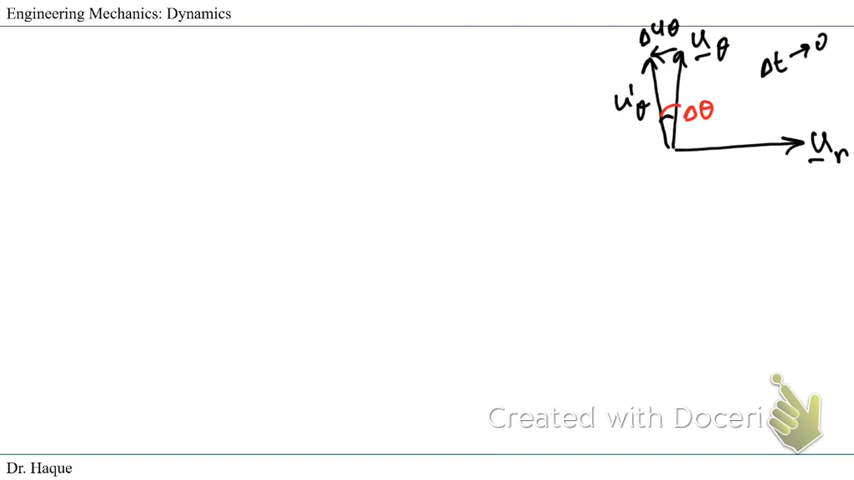 Engineering Mechanics: Dynamics
Δuθ
uθ
Δt → 0
u'θ
Δθ
ur
Created with Doceri
Dr. Haque